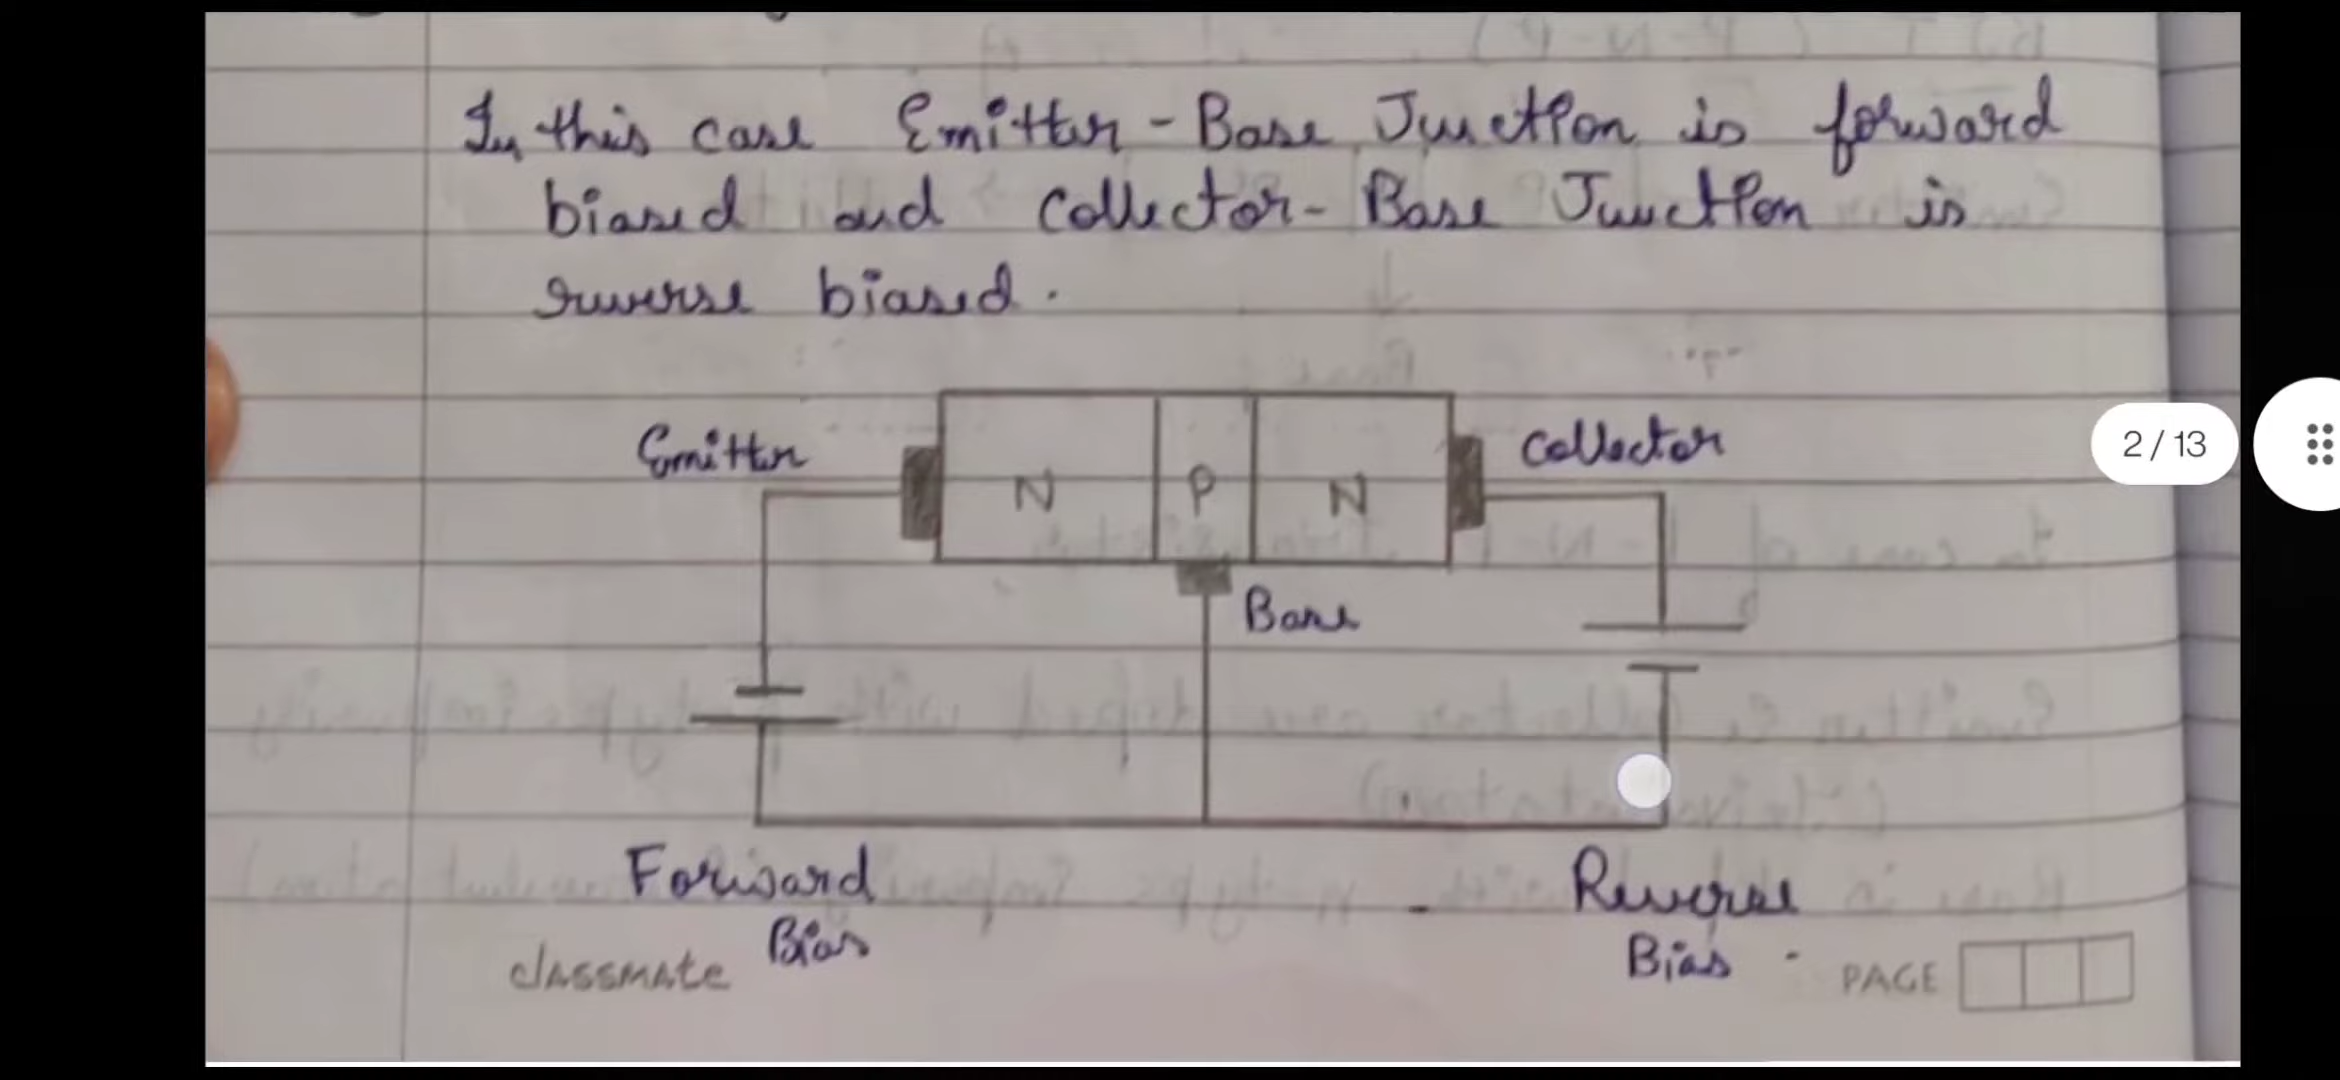 In this case Emitter - Base Junction is forward
biased and Collector - Base Junction is
reverse biased.
Emitter
Collector
N P N
2/13
Base
Forward
Bias
Reverse
Bias.
classmate
PAGE